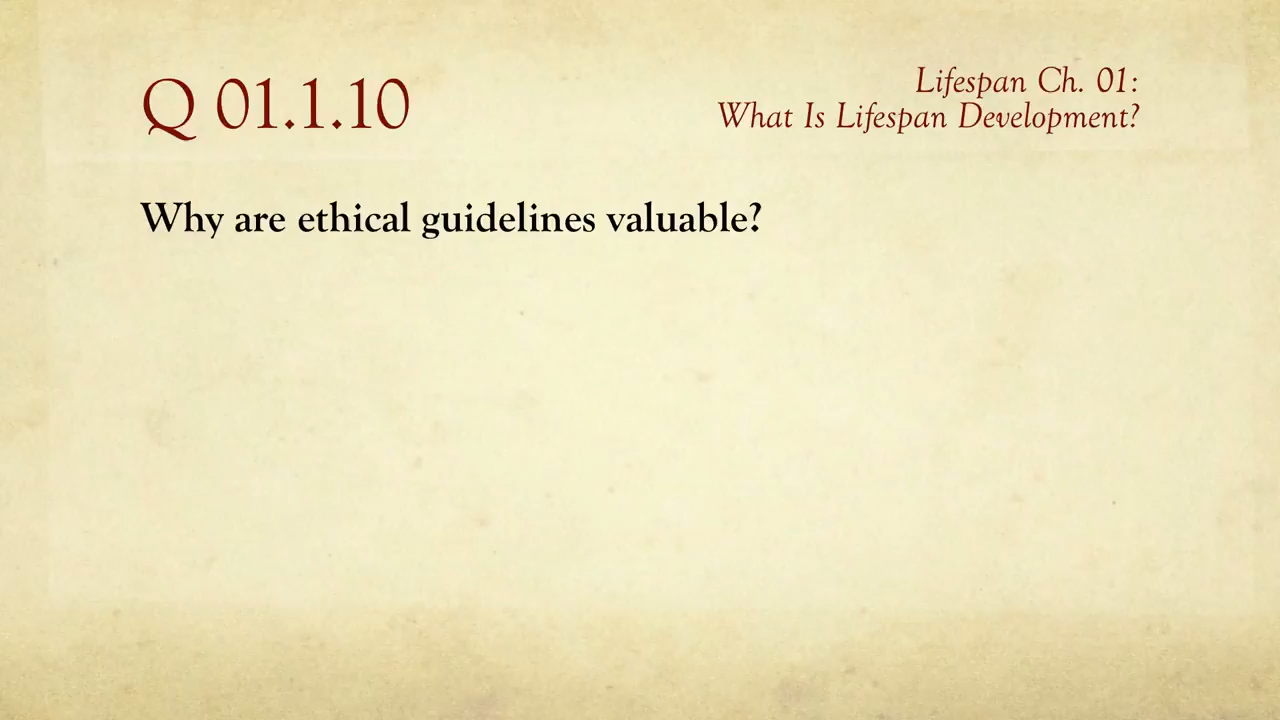 Q 01.1.10
Lifespan Ch. 01:
What Is Lifespan Development?
Why are ethical guidelines valuable?